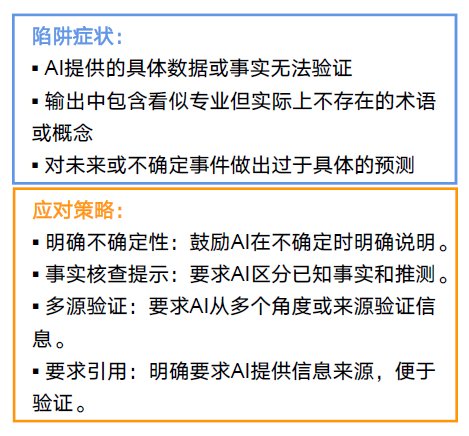 陷阱症状：
▪ AI提供的具体数据或事实无法验证
▪ 输出中包含看似专业但实际上不存在的术语
或概念
▪ 对未来或不确定事件做出过于具体的预测
应对策略：
▪ 明确不确定性：鼓励AI在不确定时明确说明。
▪ 事实核查提示：要求AI区分已知事实和推测。
▪ 多源验证：要求AI从多个角度或来源验证信
息。
▪ 要求引用：明确要求AI提供信息来源，便于
验证。